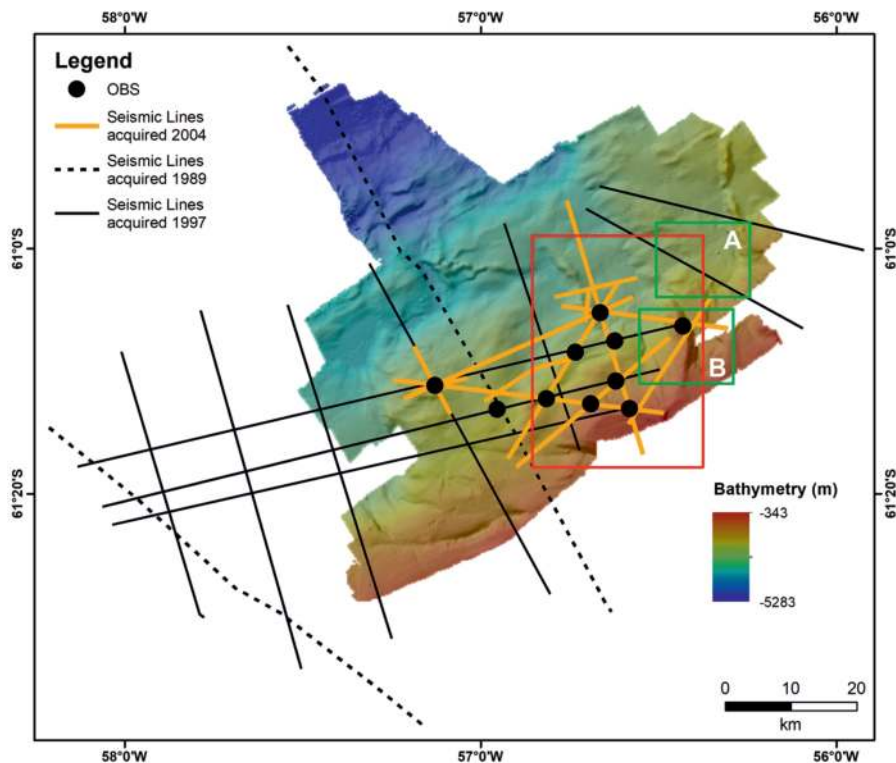 58°0'W 57°0'W 56°0'W
Legend
OBS
Seismic Lines
acquired 2004
Seismic Lines
acquired 1989
Seismic Lines
acquired 1997
A
B
61°0'S 61°0'S
61°20'S 61°20'S
Bathymetry (m)
-343
-5283
0 10 20
km
58°0'W 57°0'W 56°0'W